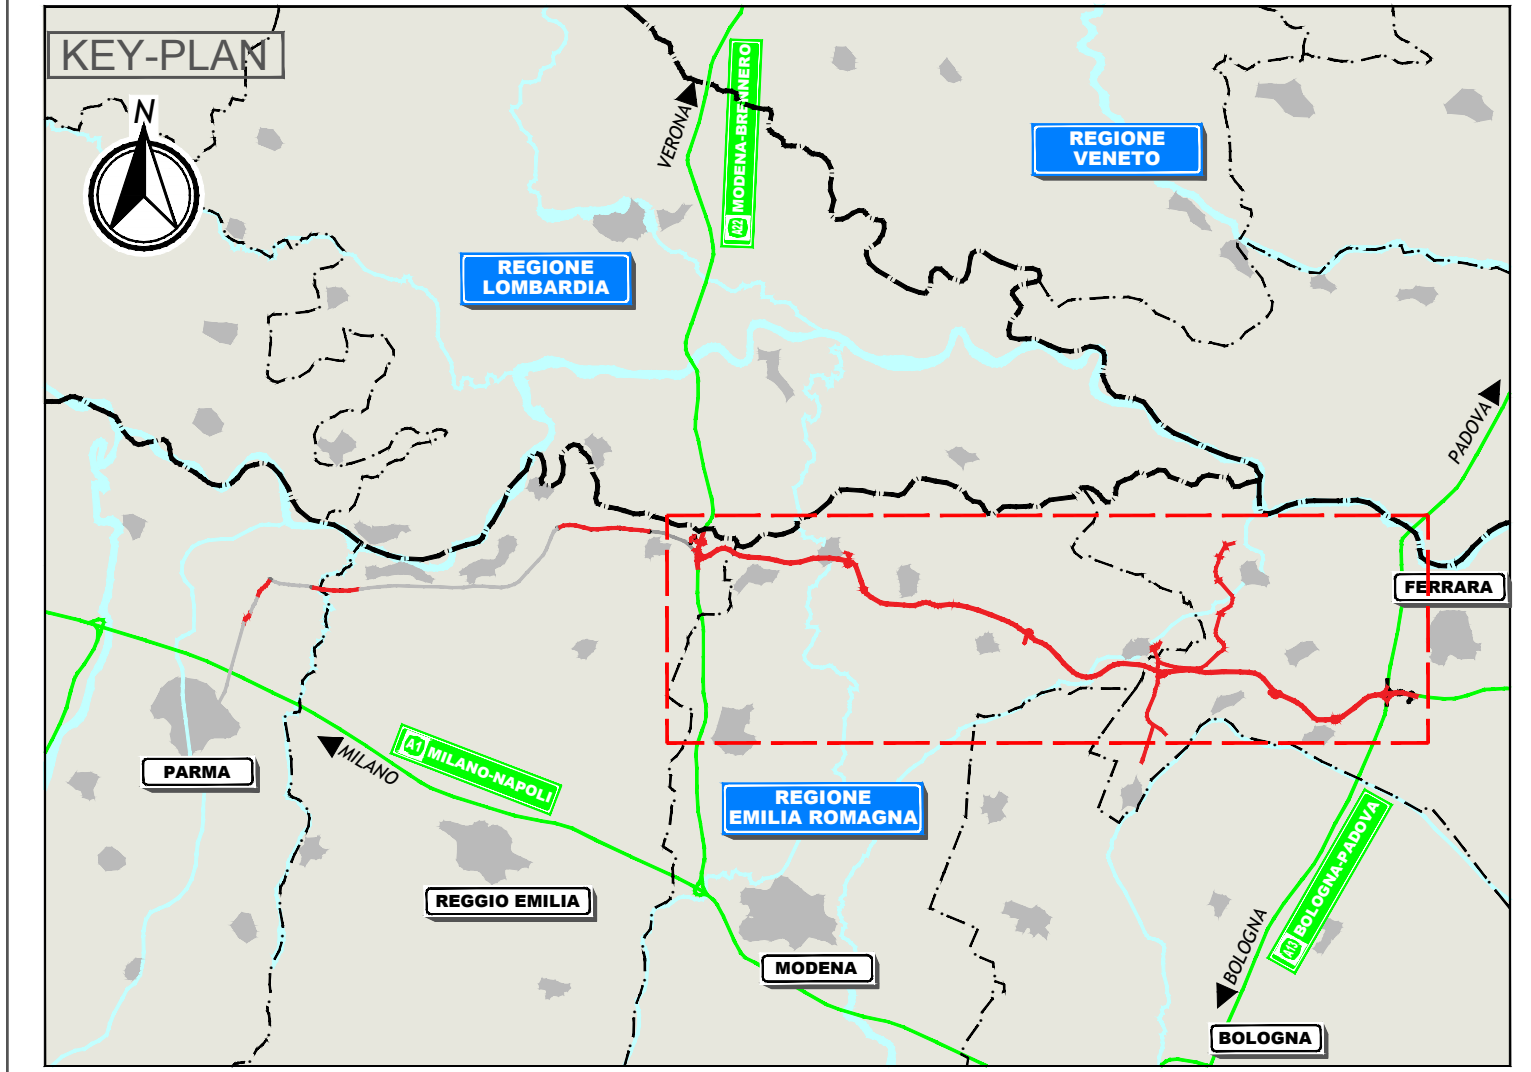 KEY-PLAN
N
VERONA
A22 MODENA-BRENNERO
REGIONE
VENETO
REGIONE
LOMBARDIA
PADOVA
FERRARA
L
PARMA
MILANO
A1 MILANO-NAPOLI
REGIONE
EMILIA ROMAGNA
A13 BOLOGNA-PADOVA
REGGIO EMILIA
BOLOGNA
MODENA
BOLOGNA